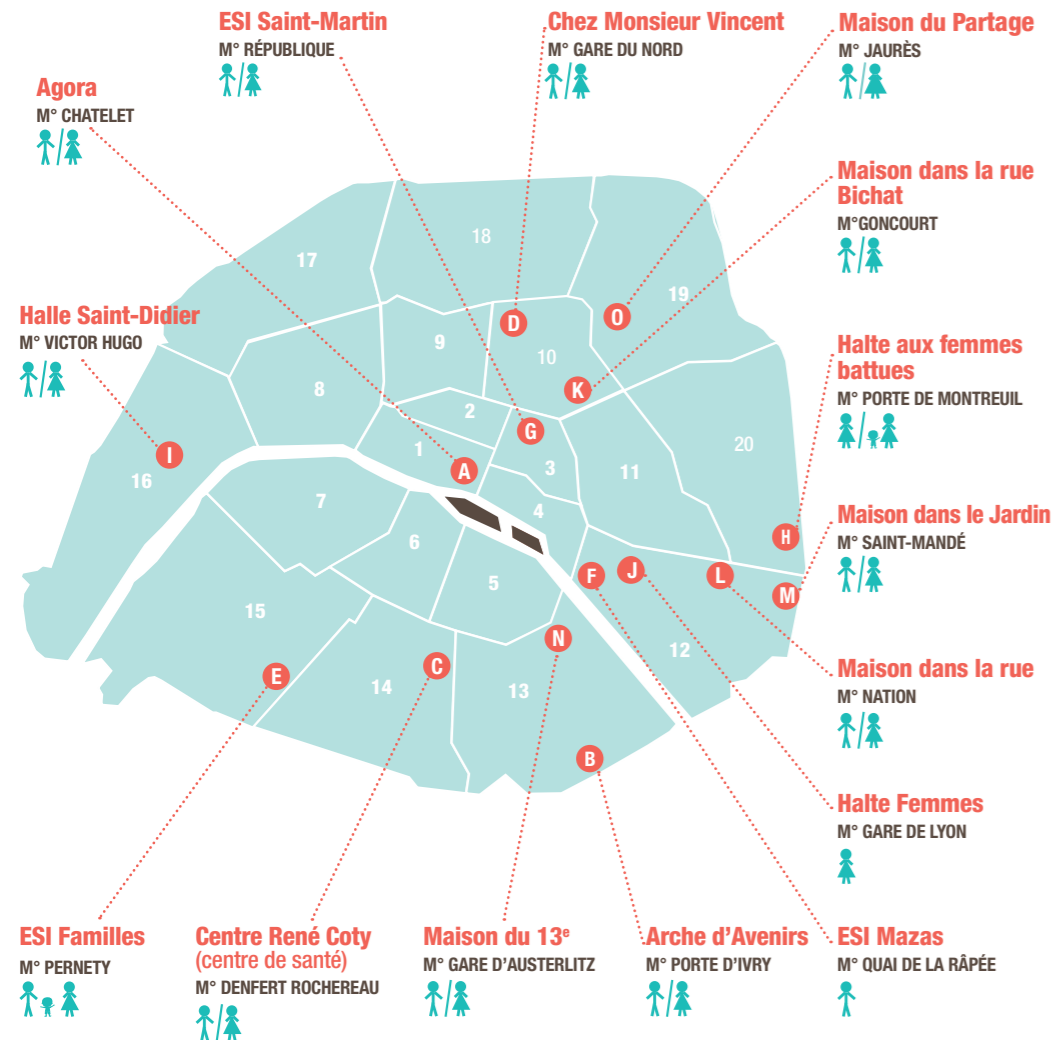 ESI Saint-Martin
M° RÉPUBLIQUE
Chez Monsieur Vincent
M° GARE DU NORD
Maison du Partage
M° JAURÈS
Agora
M° CHATELET
Maison dans la rue
Bichat
M°GONCOURT
Halle Saint-Didier
M° VICTOR HUGO
Halte aux femmes
battues
M° PORTE DE MONTREUIL
Maison dans le Jardin
M° SAINT-MANDÉ
Maison dans la rue
M° NATION
Halte Femmes
M° GARE DE LYON
ESI Familles
M° PERNETY
Centre René Coty
(centre de santé)
M° DENFERT ROCHEREAU
Maison du 13e
M° GARE D'AUSTERLITZ
Arche d'Avenirs
M° PORTE D'IVRY
ESI Mazas
M° QUAI DE LA RÂPÉE
18
17
19
9
D
O
10
8
K
2
G
1
3
11
20
I
16
A
7
4
6
H
5
F
J
L
M
15
N
12
E
14
C
13
B